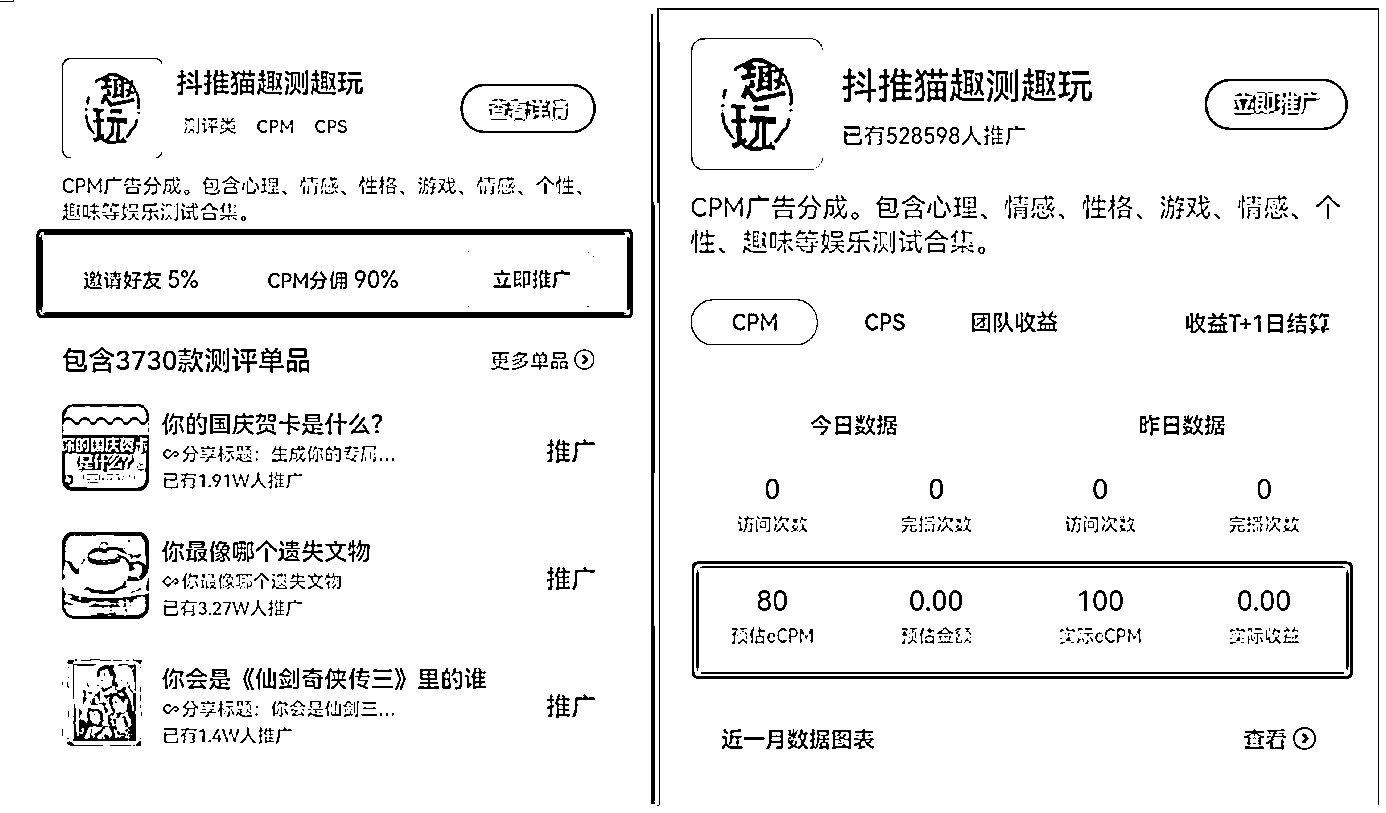 趣玩
抖推猫趣测趣玩
测评类 CPM CPS
查看详情
CPM广告分成。包含心理、情感、性格、游戏、情感、个性、
趣味等娱乐测试合集。
邀请好友 5% CPM分佣 90% 立即推广
包含3730款测评单品 更多单品
你的国庆贺卡是什么?
分享标题：生成你的专属...
已有1.91W人推广
推广
你的国庆贺卡
是什么?
你最像哪个遗失文物
你最像哪个遗失文物
已有3.27W人推广
推广
你会是《仙剑奇侠传三》里的谁
分享标题：你会是仙剑三...
已有1.4W人推广
推广
趣玩
抖推猫趣测趣玩
已有528598人推广
立即推广
CPM广告分成。包含心理、情感、性格、游戏、情感、个
性、趣味等娱乐测试合集。
CPM CPS 团队收益 收益T+1日结算
今日数据 昨日数据
0 0 0 0
访问次数 完播次数 访问次数 完播次数
80 0.00 100 0.00
预估eCPM 预估金额 实际eCPM 实际收益
近一月数据图表 查看